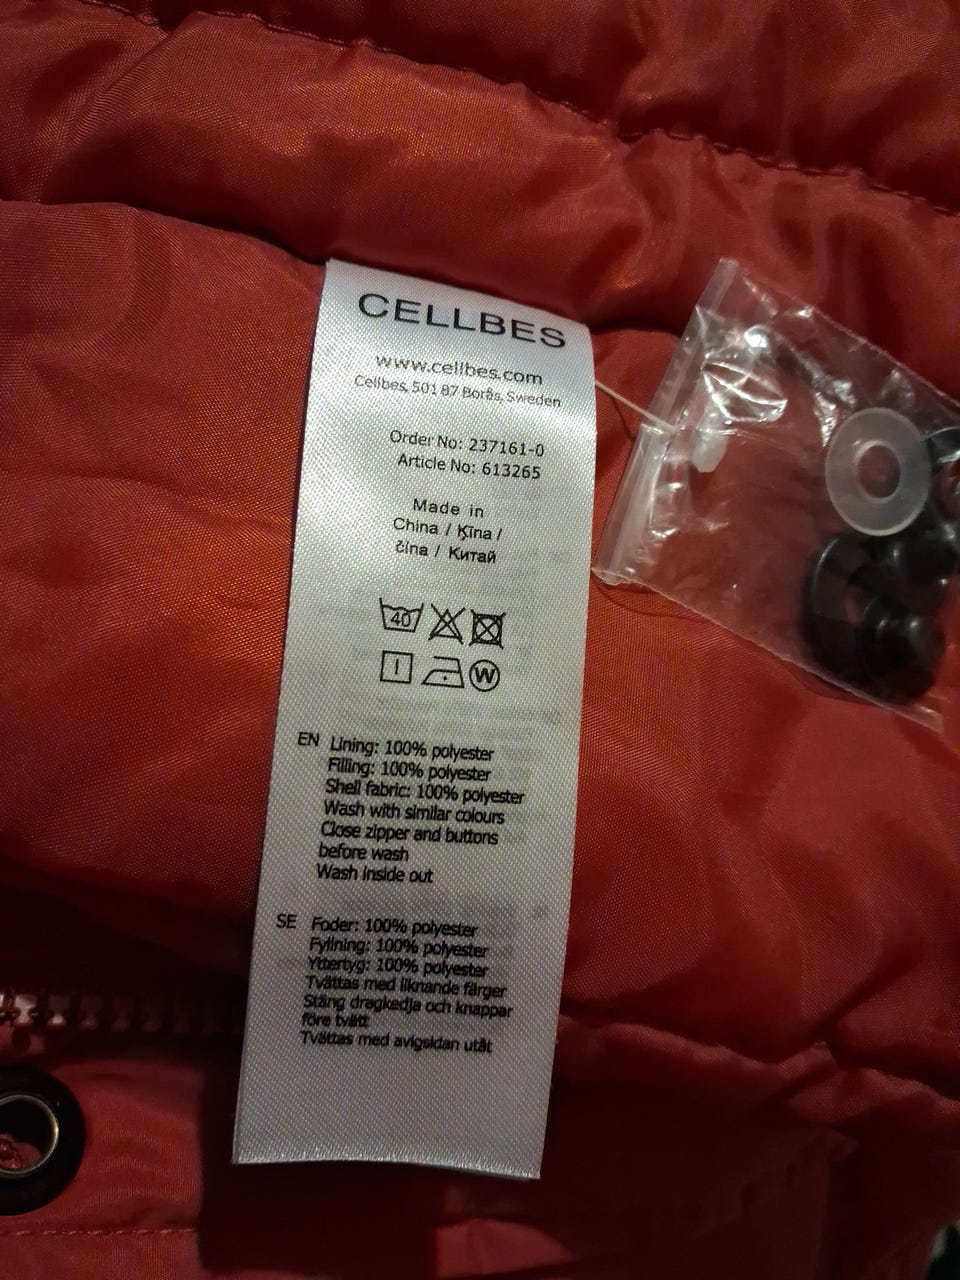 CELLBES
www.cellbes.com
Cellbes, 501 87 Borås, Sweden
Order No: 237161-0
Article No: 613265
Made in
China / Ķīna /
čína / Китай
40
W
EN Lining: 100% polyester
Filling: 100% polyester
Shell fabric: 100% polyester
Wash with similar colours
Close zipper and buttons
before wash
Wash inside out
SE Foder: 100% polyester
Fyllning: 100% polyester
Yttertyg: 100% polyester
Tvättas med liknande färger
Stäng dragkedja och knappar
före tvätt
Tvättas med avigsidan utåt